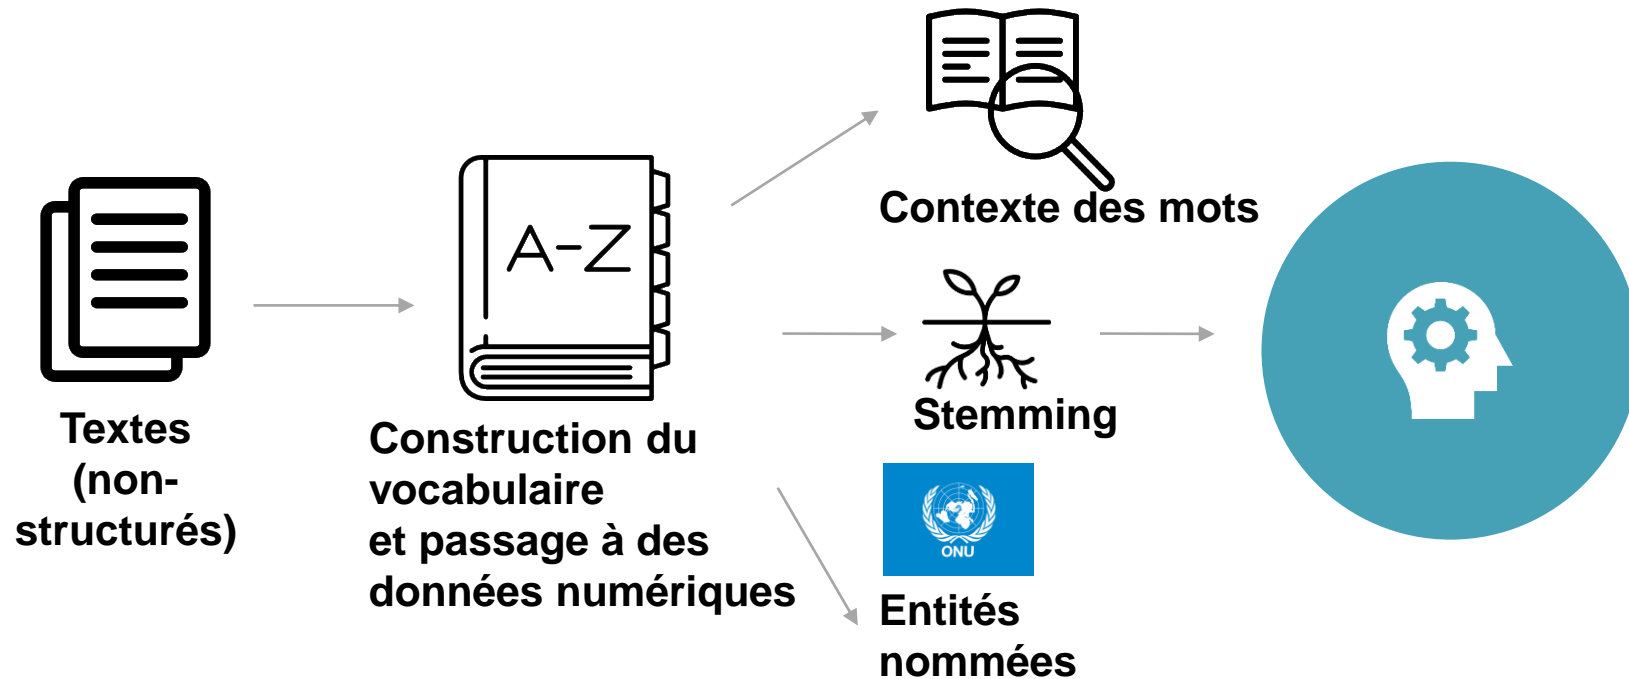 Textes
(non-
structurés)
A-Z
Construction du
vocabulaire
et passage à des
données numériques
Contexte des mots
Stemming
ONU
Entités
nommées